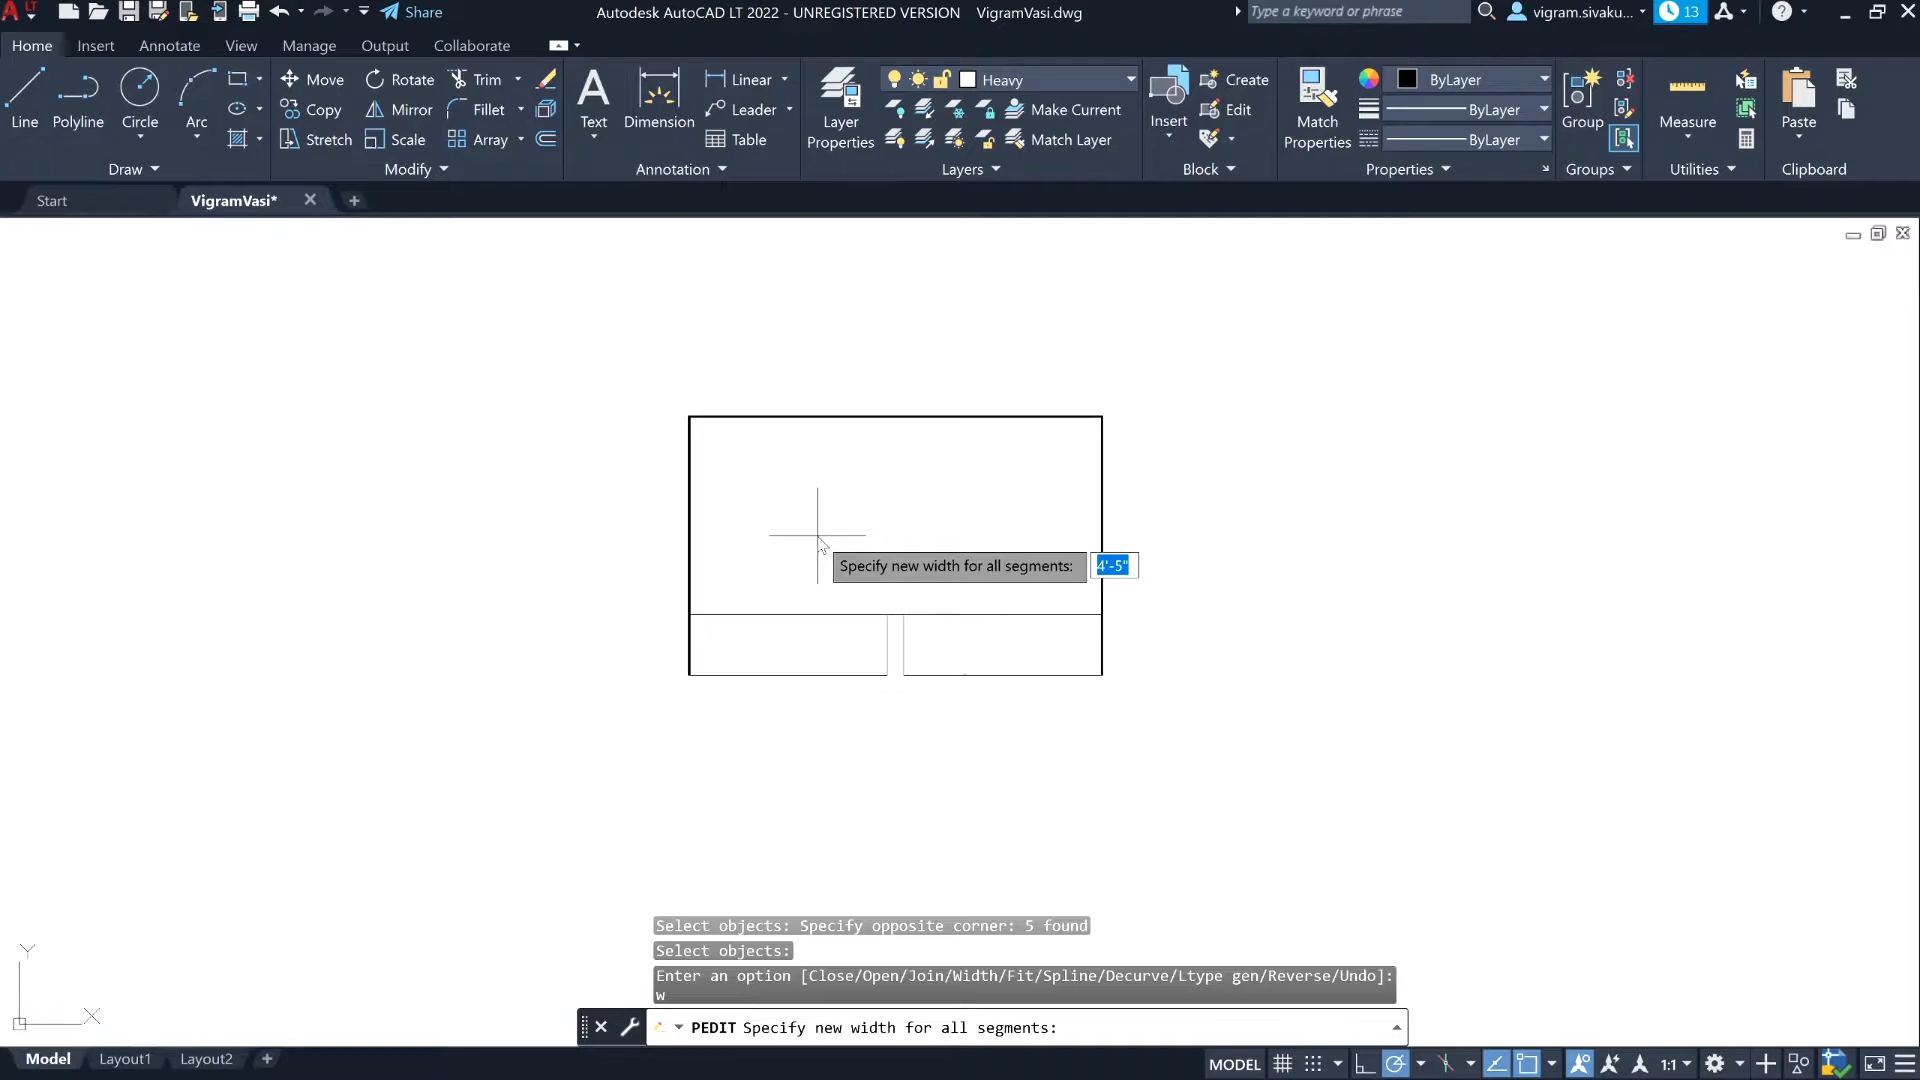 LT
Share
Autodesk AutoCAD LT 2022 - UNREGISTERED VERSION VigramVasi.dwg
Type a keyword or phrase
vigram.sivaku...
13
Home Insert Annotate View Manage Output Collaborate
Line Polyline Circle Arc
Move Rotate Trim
Copy Mirror Fillet
Stretch Scale Array
Text Dimension
Linear
Leader
Table
Layer Properties
Heavy
Make Current
Match Layer
Insert
Create
Edit
Match Properties
ByLayer
ByLayer
ByLayer
Group
Measure
Paste
Draw Modify Annotation Layers Block Properties Groups Utilities Clipboard
Start VigramVasi*
Specify new width for all segments: 4'-5"
Select objects: Specify opposite corner: 5 found
Select objects:
Enter an option [Close/Open/Join/Width/Fit/Spline/Decurve/Ltype gen/Reverse/Undo]:
w
PEDIT Specify new width for all segments:
Y
X
Model Layout1 Layout2
MODEL 1:1